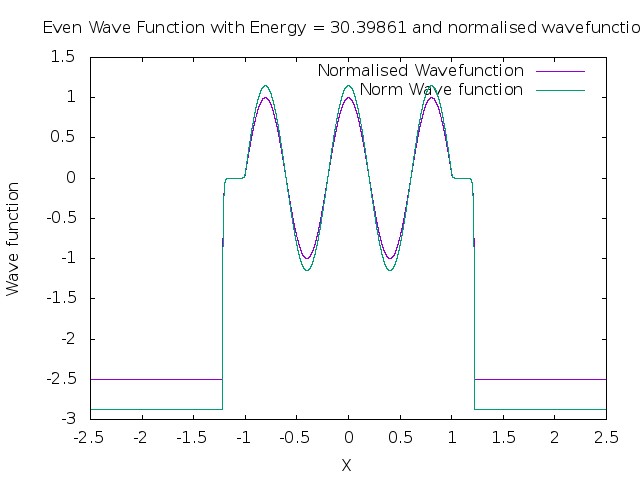 Even Wave Function with Energy = 30.39861 and normalised wavefunctio
1.5
Normalised Wavefunction
Norm Wave function
1
0.5
0
-0.5
-1
-1.5
-2
-2.5
-3
Wave function
-2.5 -2 -1.5 -1 -0.5 0 0.5 1 1.5 2 2.5
X